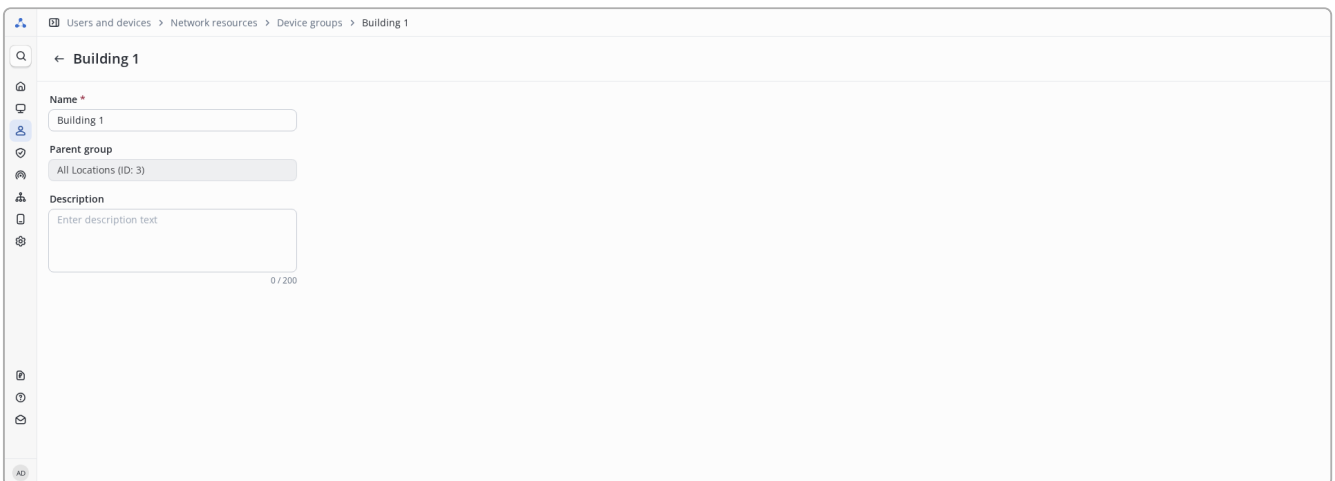 Users and devices > Network resources > Device groups > Building 1
Building 1
Name *
Building 1
Parent group
All Locations (ID: 3)
Description
Enter description text
0 / 200
AD